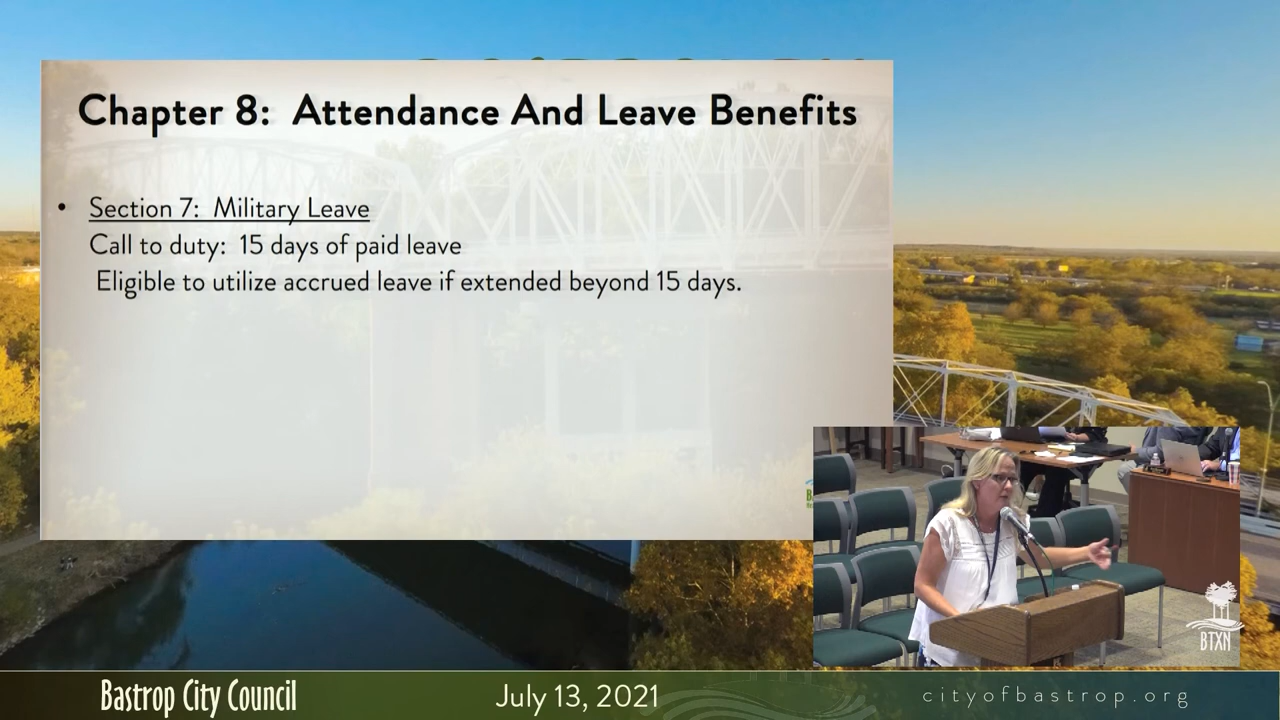 Chapter 8: Attendance And Leave Benefits
• Section 7: Military Leave
Call to duty: 15 days of paid leave
Eligible to utilize accrued leave if extended beyond 15 days.
BTXN
Bastrop City Council
July 13, 2021
cityofbastrop.org